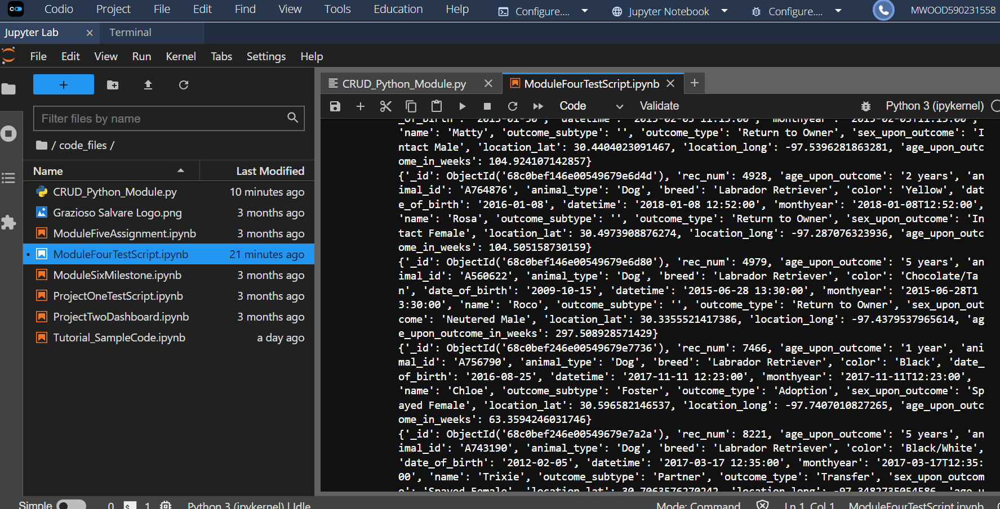 Codio Project File Edit Find View Tools Education Help Configure.... Jupyter Notebook Configure.... MWOOD590231558
Jupyter Lab Terminal
File Edit View Run Kernel Tabs Settings Help
CRUD_Python_Module.py ModuleFourTestScript.ipynb
Code Validate Python 3 (ipykernel)
Filter files by name
/ code_files /
Name Last Modified
CRUD_Python_Module.py 10 minutes ago
Grazioso Salvare Logo.png 3 months ago
ModuleFiveAssignment.ipynb 3 months ago
ModuleFourTestScript.ipynb 21 minutes ago
ModuleSixMilestone.ipynb 3 months ago
ProjectOneTestScript.ipynb 3 months ago
ProjectTwoDashboard.ipynb 3 months ago
Tutorial_SampleCode.ipynb a day ago
'name': 'Matty', 'outcome_subtype': '', 'outcome_type': 'Return to Owner', 'sex_upon_outcome': 'I
ntact Male', 'location_lat': 30.4404023091467, 'location_long': -97.5396281863281, 'age_upon_outc
ome_in_weeks': 104.924107142857}
{'_id': ObjectId('68c0bef146e00549679e6d4d'), 'rec_num': 4928, 'age_upon_outcome': '2 years', 'an
imal_id': 'A764876', 'animal_type': 'Dog', 'breed': 'Labrador Retriever', 'color': 'Yellow', 'dat
e_of_birth': '2016-01-08', 'datetime': '2018-01-08 12:52:00', 'monthyear': '2018-01-08T12:52:00',
'name': 'Rosa', 'outcome_subtype': '', 'outcome_type': 'Return to Owner', 'sex_upon_outcome': 'In
tact Female', 'location_lat': 30.4973908876274, 'location_long': -97.287076323936, 'age_upon_outc
ome_in_weeks': 104.505158730159}
{'_id': ObjectId('68c0bef146e00549679e6d80'), 'rec_num': 4979, 'age_upon_outcome': '5 years', 'an
imal_id': 'A560622', 'animal_type': 'Dog', 'breed': 'Labrador Retriever', 'color': 'Chocolate/Ta
n', 'date_of_birth': '2009-10-15', 'datetime': '2015-06-28 13:30:00', 'monthyear': '2015-06-28T1
3:30:00', 'name': 'Roco', 'outcome_subtype': '', 'outcome_type': 'Return to Owner', 'sex_upon_out
come': 'Neutered Male', 'location_lat': 30.3355521417386, 'location_long': -97.4379537965614, 'ag
e_upon_outcome_in_weeks': 297.508928571429}
{'_id': ObjectId('68c0bef246e00549679e7736'), 'rec_num': 7466, 'age_upon_outcome': '1 year', 'ani
mal_id': 'A756790', 'animal_type': 'Dog', 'breed': 'Labrador Retriever', 'color': 'Black', 'date_
of_birth': '2016-08-25', 'datetime': '2017-11-11 12:23:00', 'monthyear': '2017-11-11T12:23:00',
'name': 'Chloe', 'outcome_subtype': 'Foster', 'outcome_type': 'Adoption', 'sex_upon_outcome': 'Sp
ayed Female', 'location_lat': 30.596582146537, 'location_long': -97.7407010827265, 'age_upon_outc
ome_in_weeks': 63.3594246031746}
{'_id': ObjectId('68c0bef246e00549679e7a2a'), 'rec_num': 8221, 'age_upon_outcome': '5 years', 'an
imal_id': 'A743190', 'animal_type': 'Dog', 'breed': 'Labrador Retriever', 'color': 'Black/White',
'date_of_birth': '2012-02-05', 'datetime': '2017-03-17 12:35:00', 'monthyear': '2017-03-17T12:35:
00', 'name': 'Trixie', 'outcome_subtype': 'Partner', 'outcome_type': 'Transfer', 'sex_upon_outcom
e': 'Spayed Female', 'location_lat': 30.7063576270242, 'location_long': -97.3482735054586, 'age_u
Simple 0 1 Python 3 (ipykernel) | Idle Mode: Command Ln 1, Col 1 ModuleFourTestScript.ipynb